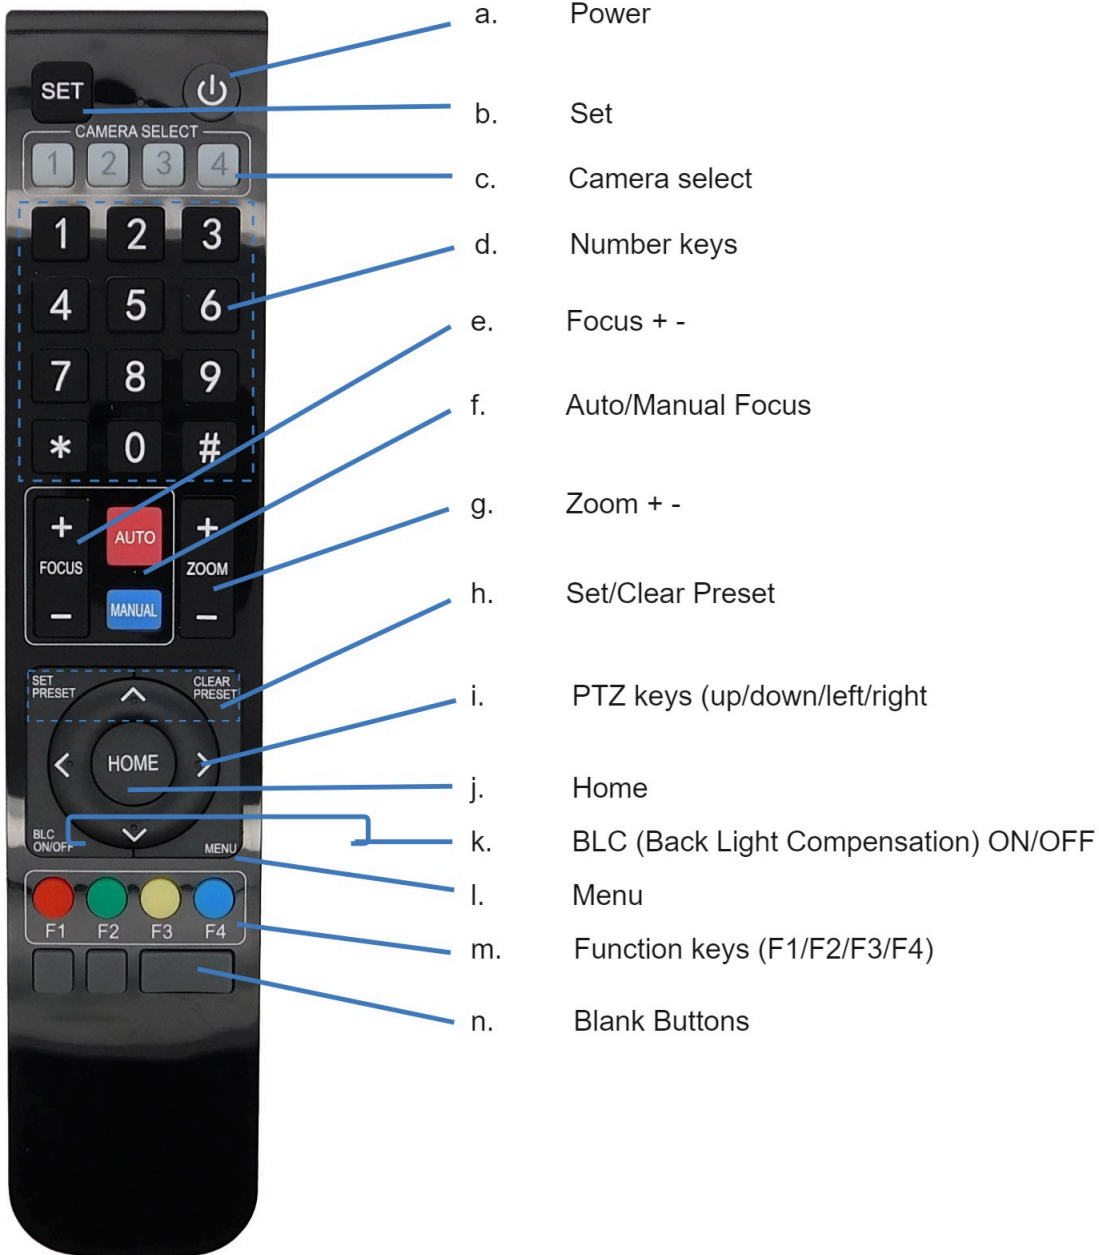 a. Power
SET
b. Set
CAMERA SELECT
1 2 3 4
c. Camera select
1 2 3
d. Number keys
4 5 6
e. Focus + -
7 8 9
f. Auto/Manual Focus
* 0 #
g. Zoom + -
+ AUTO +
FOCUS ZOOM
- MANUAL -
h. Set/Clear Preset
SET PRESET
CLEAR PRESET
i. PTZ keys (up/down/left/right
HOME
j. Home
BLC ON/OFF
k. BLC (Back Light Compensation) ON/OFF
MENU
l. Menu
F1 F2 F3 F4
m. Function keys (F1/F2/F3/F4)
n. Blank Buttons